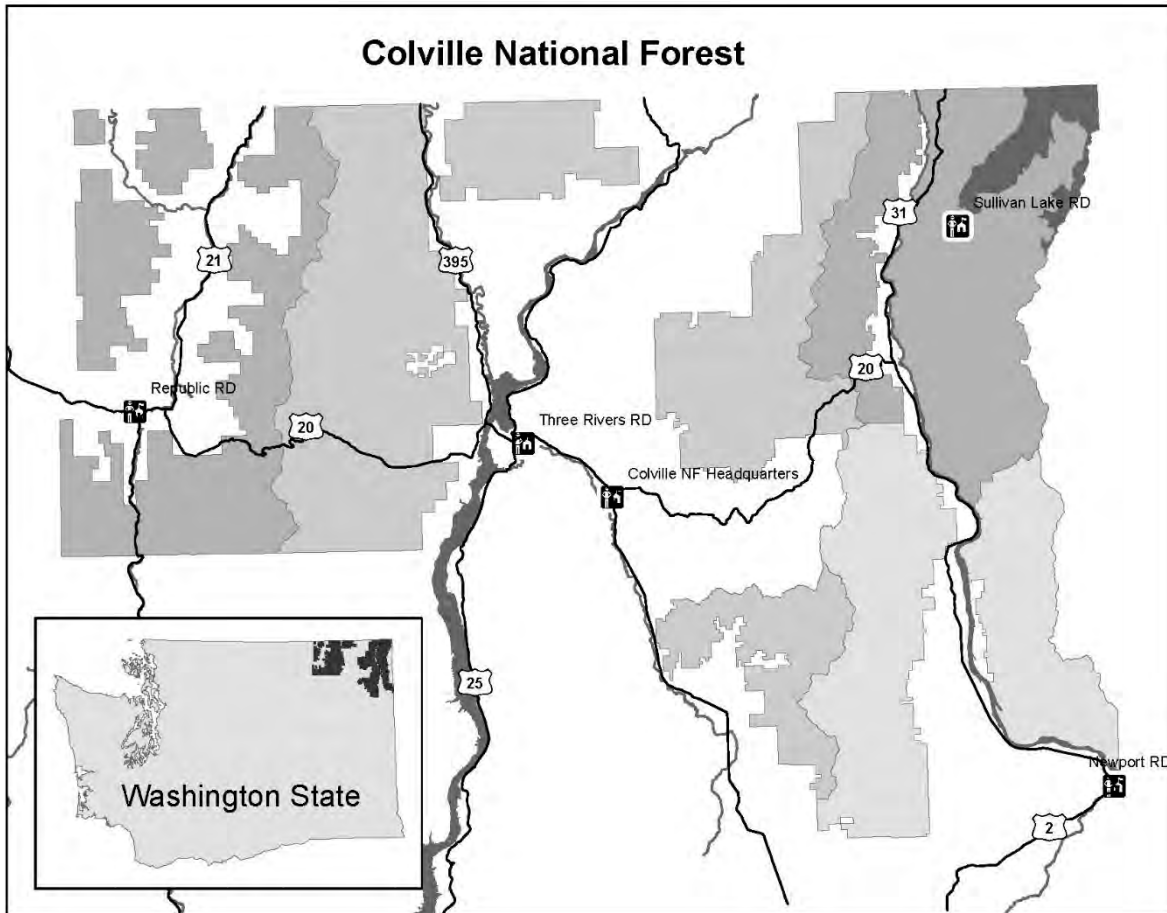 Colville National Forest
Sullivan Lake RD
31
21
395
20
Republic RD
20
Three Rivers RD
Colville NF Headquarters
25
Washington State
Newport RD
2